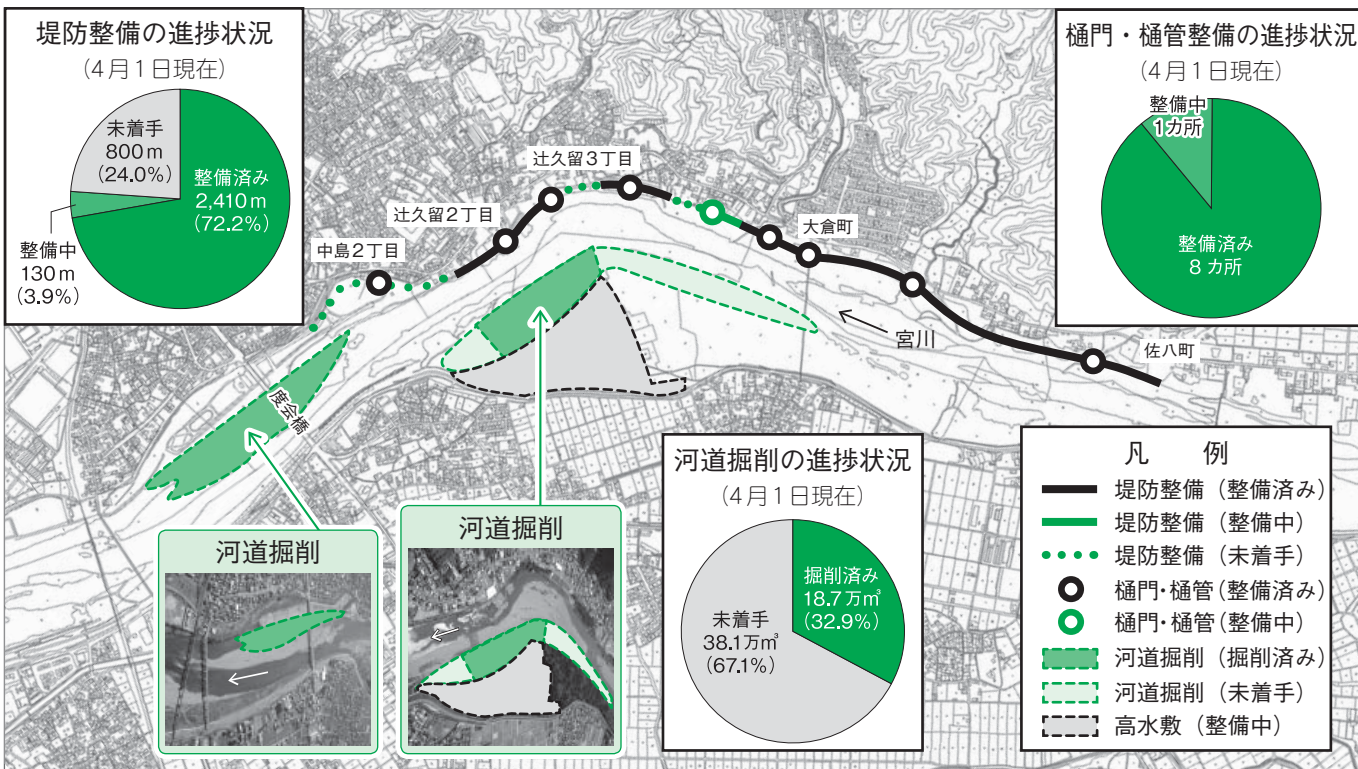 堤防整備の進捗状況
(4月1日現在)
未着手
800m
(24.0%)
整備済み
2,410m
(72.2%)
整備中
130m
(3.9%)
樋門・樋管整備の進捗状況
(4月1日現在)
整備中
1カ所
整備済み
8カ所
辻久留3丁目
辻久留2丁目
中島2丁目
大倉町
宮川
佐八町
度会橋
河道掘削
河道掘削
河道掘削の進捗状況
(4月1日現在)
掘削済み
18.7万㎥
(32.9%)
未着手
38.1万㎥
(67.1%)
凡 例
堤防整備(整備済み)
堤防整備(整備中)
堤防整備(未着手)
樋門・樋管(整備済み)
樋門・樋管(整備中)
河道掘削(掘削済み)
河道掘削(未着手)
高水敷(整備中)